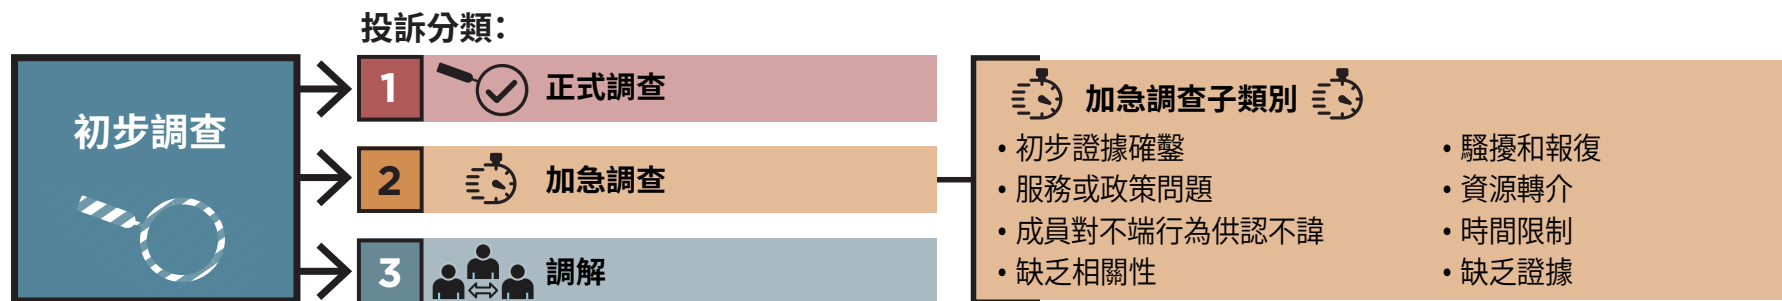 投訴分類：
初步調查
1 正式調查
2 加急調查
3 調解
加急調查子類別
• 初步證據確鑿
• 服務或政策問題
• 成員對不端行為供認不諱
• 缺乏相關性
• 騷擾和報復
• 資源轉介
• 時間限制
• 缺乏證據